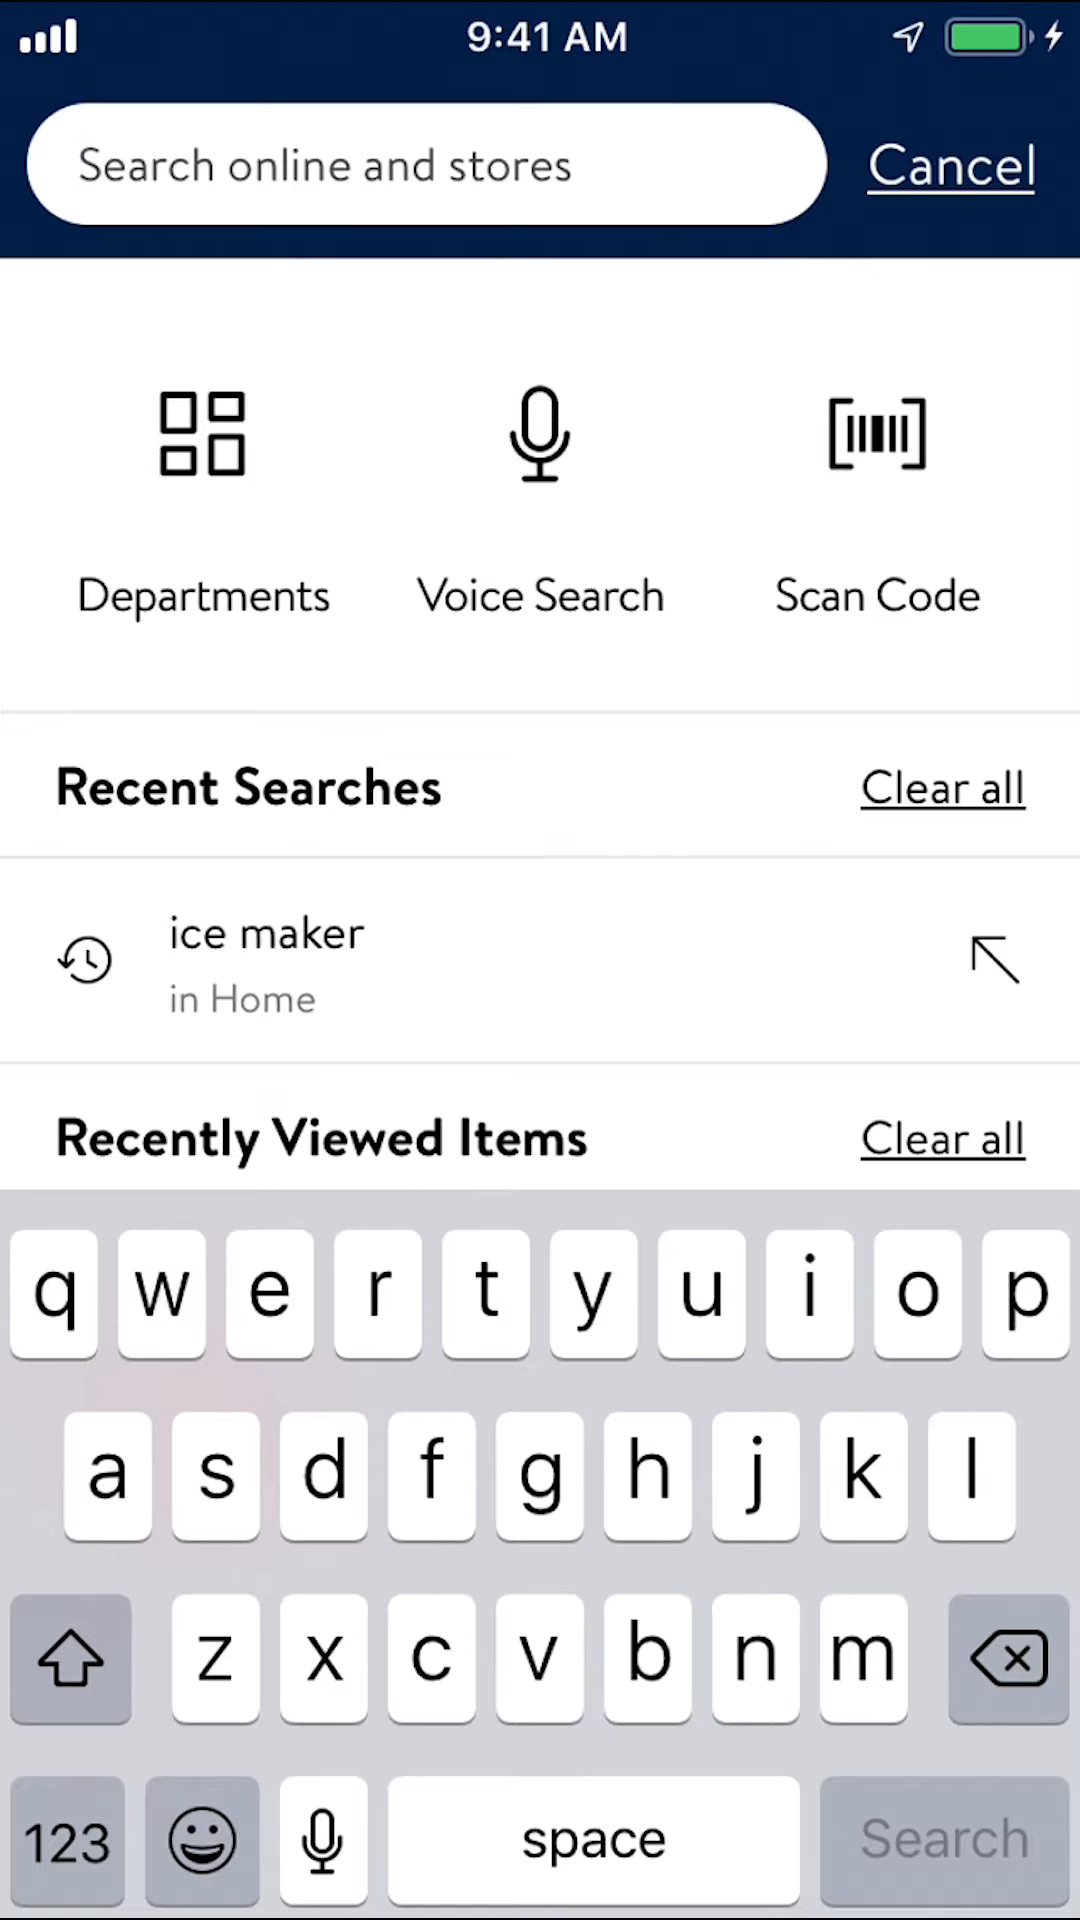 9:41 AM
Search online and stores
Cancel
Departments
Voice Search
Scan Code
Recent Searches
Clear all
ice maker
in Home
Recently Viewed Items
Clear all
q w e r t y u i o p
a s d f g h j k l
z x c v b n m
123
space
Search